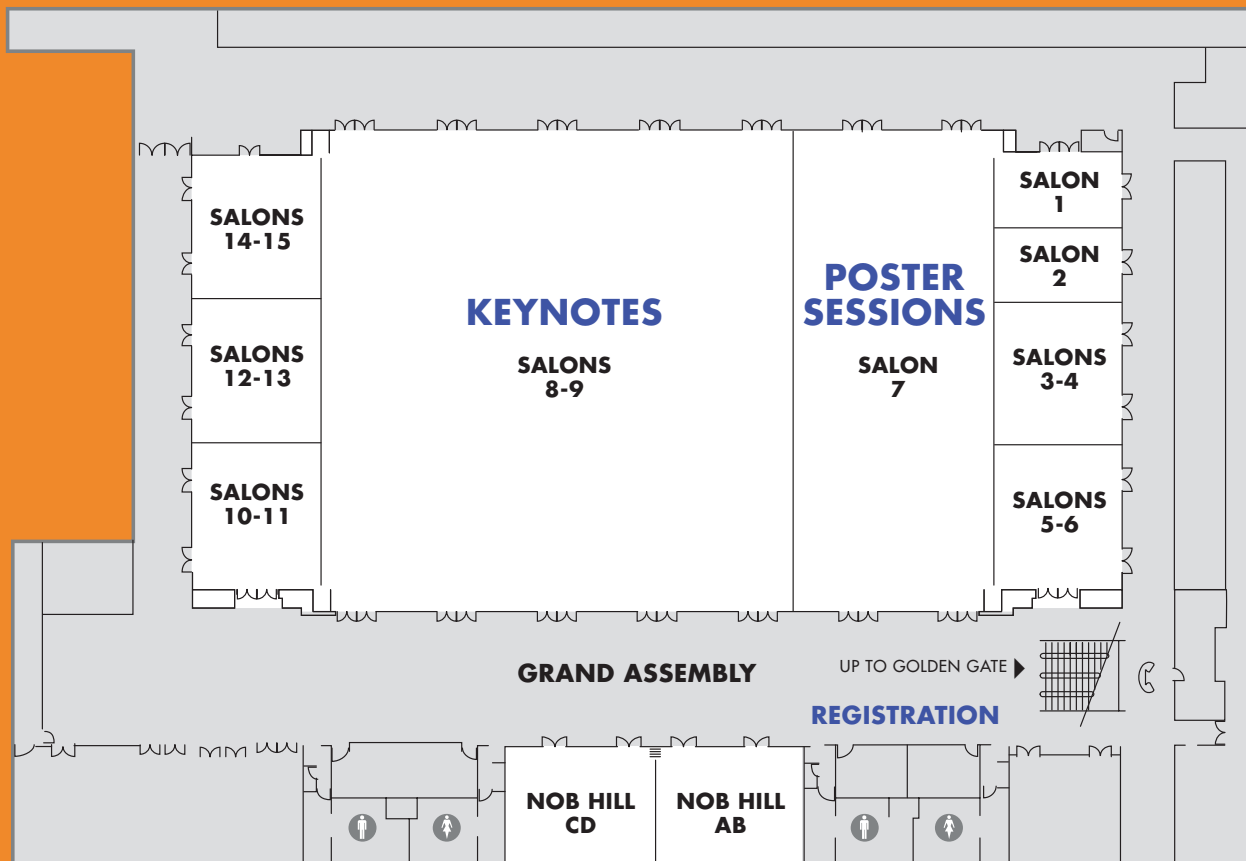 SALONS
14-15
SALONS
12-13
SALONS
10-11
KEYNOTES
SALONS
8-9
POSTER
SESSIONS
SALON
7
SALON
1
SALON
2
SALONS
3-4
SALONS
5-6
GRAND ASSEMBLY
UP TO GOLDEN GATE
REGISTRATION
NOB HILL
CD
NOB HILL
AB